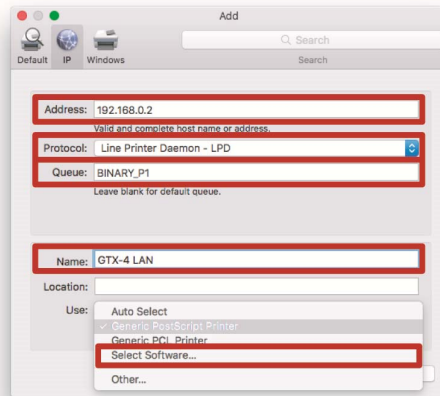 Add
Search
Default IP Windows Search
Address: 192.168.0.2
Valid and complete host name or address.
Protocol: Line Printer Daemon - LPD
Queue: BINARY_P1
Leave blank for default queue.
Name: GTX-4 LAN
Location:
Use: Auto Select
✓ Generic PostScript Printer
Generic PCL Printer
Select Software...
Other...